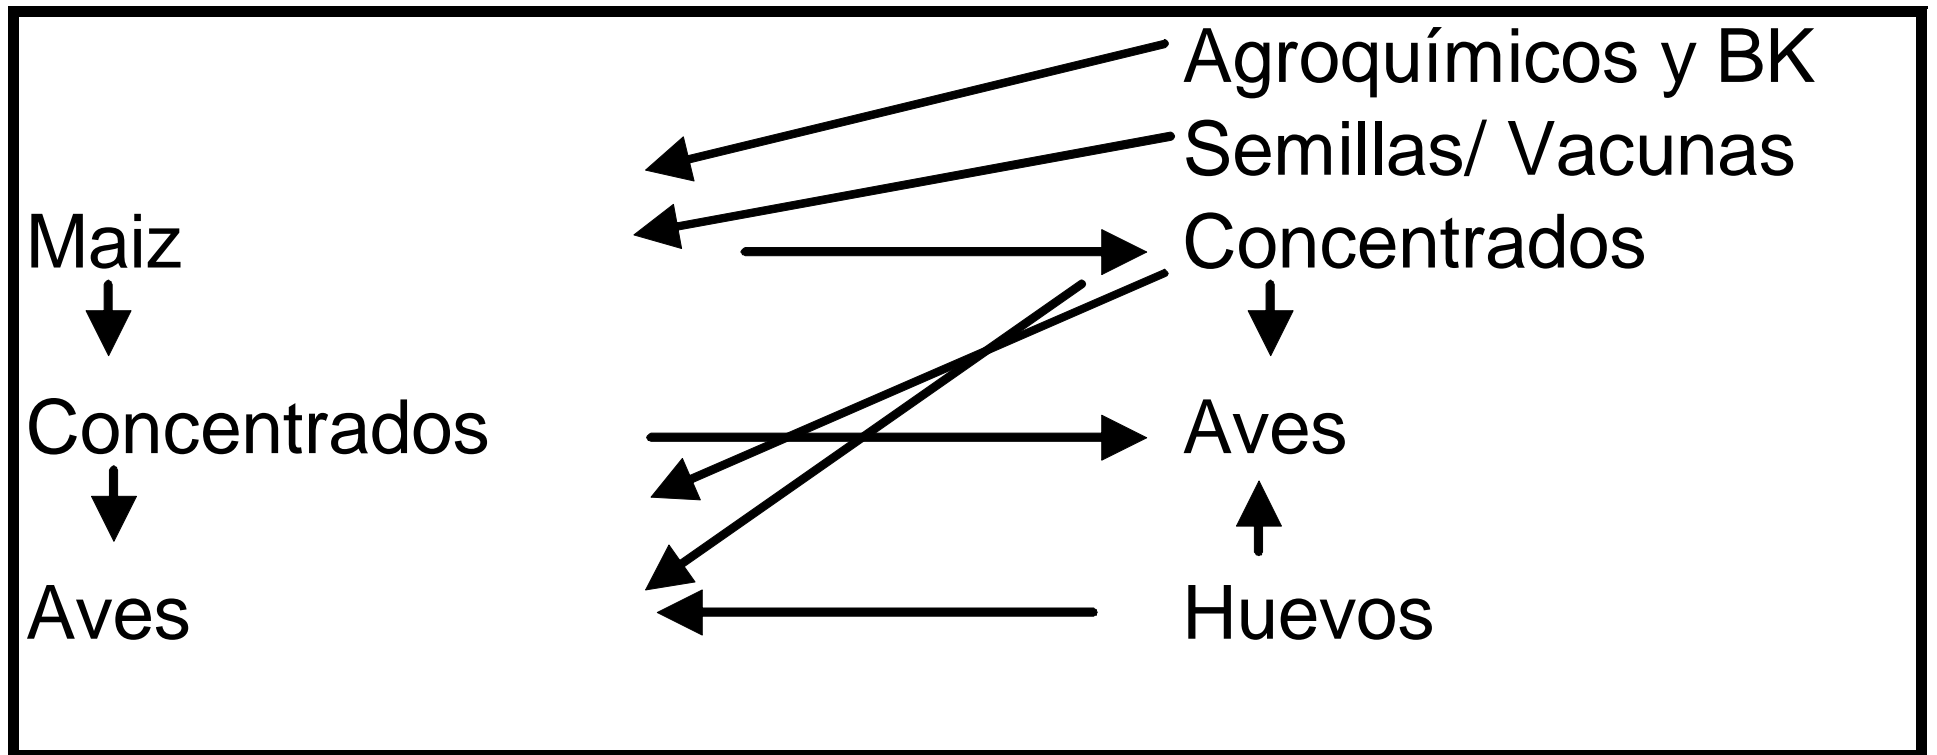 Agroquímicos y BK
Semillas/ Vacunas
Maiz Concentrados
Concentrados Aves
Aves Huevos